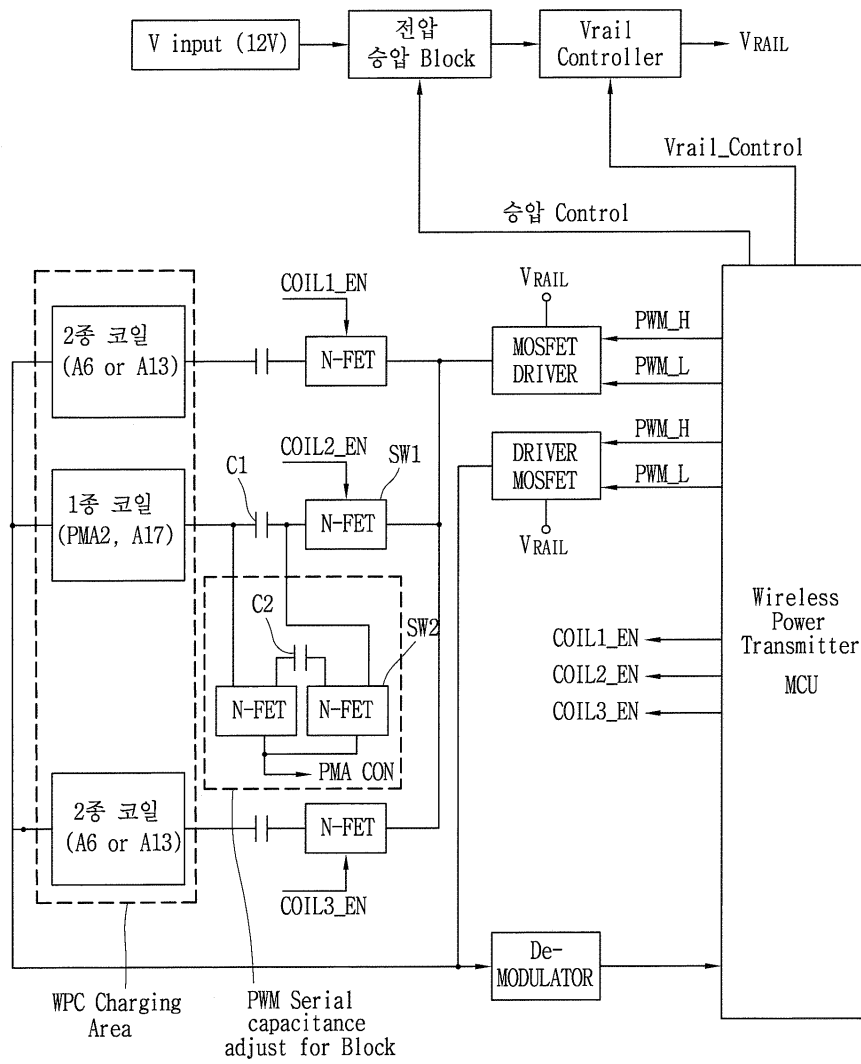 V input (12V)
전압
승압 Block
Vrail
Controller
VRAIL
Vrail_Control
승압 Control
COIL1_EN
VRAIL
2종 코일
(A6 or A13)
N-FET
MOSFET
DRIVER
PWM_H
PWM_L
COIL2_EN
SW1
C1
DRIVER
MOSFET
PWM_H
PWM_L
1종 코일
(PMA2, A17)
N-FET
VRAIL
C2
SW2
Wireless
Power
Transmitter
MCU
COIL1_EN
COIL2_EN
COIL3_EN
N-FET
N-FET
PMA CON
2종 코일
(A6 or A13)
N-FET
COIL3_EN
De-
MODULATOR
WPC Charging
Area
PWM Serial
capacitance
adjust for Block